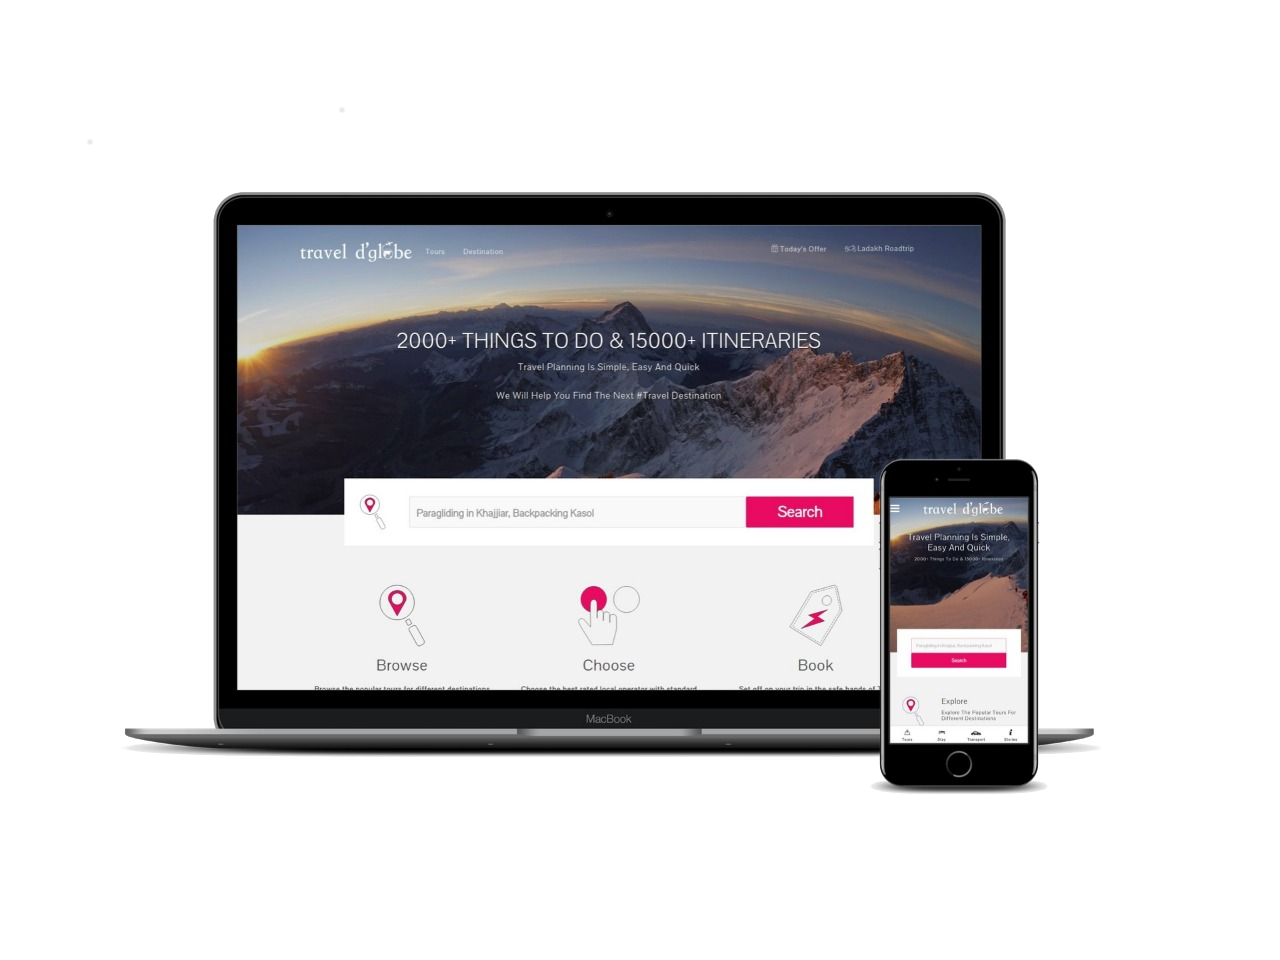 travel d'globe
Tours
Destination
Today's Offer
Ladakh Roadtrip
2000+ THINGS TO DO & 15000+ ITINERARIES
Travel Planning Is Simple, Easy And Quick
We Will Help You Find The Next #Travel Destination
Paragliding in Khajjiar, Backpacking Kasol
Search
Browse
Choose
Book
Browse the popular tours for different destinations
Choose the best rated local operator with standard
Set off on your trip in the safe hands of T
MacBook
travel d'globe
Travel Planning Is Simple,
Easy And Quick
2000+ Things To Do & 15000+ Itineraries
Paragliding in Khajjiar, Backpacking Kasol
Search
Explore
Explore The Popular Tours For
Different Destinations
Tours
Stay
Transport
Stories